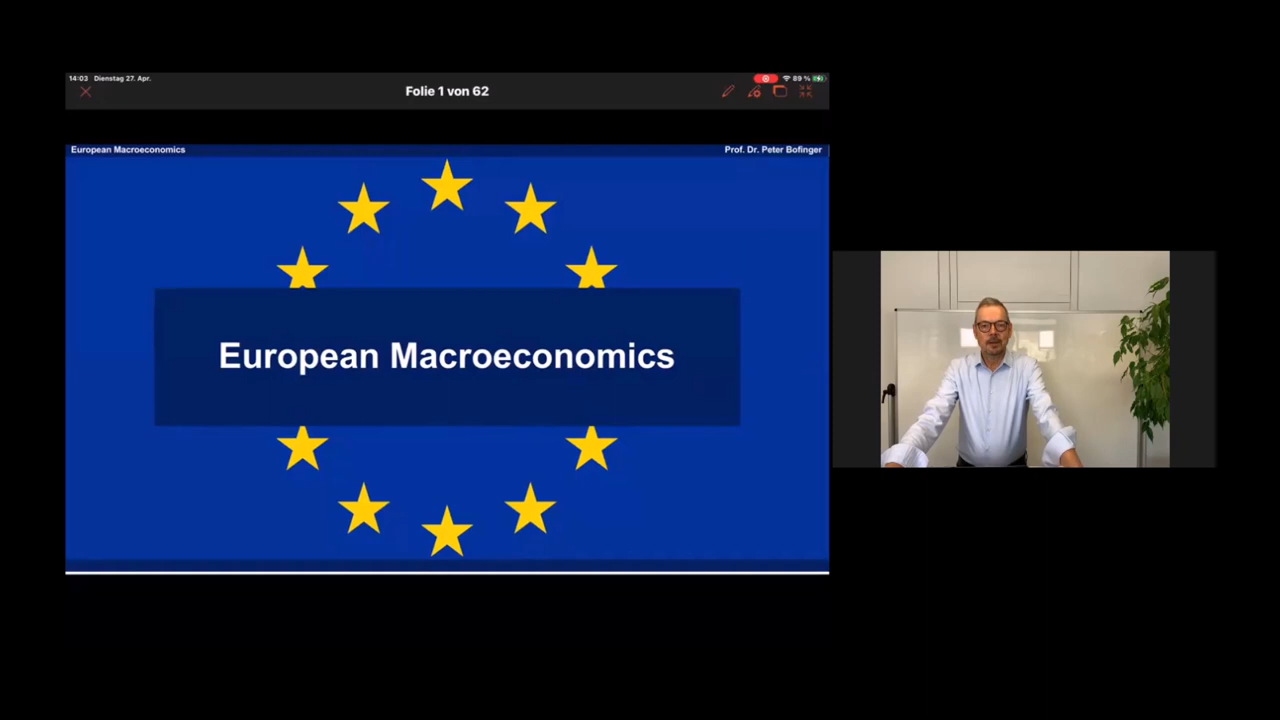 14:03 Dienstag 27. Apr.
89 %
Folie 1 von 62
European Macroeconomics
Prof. Dr. Peter Bofinger
European Macroeconomics